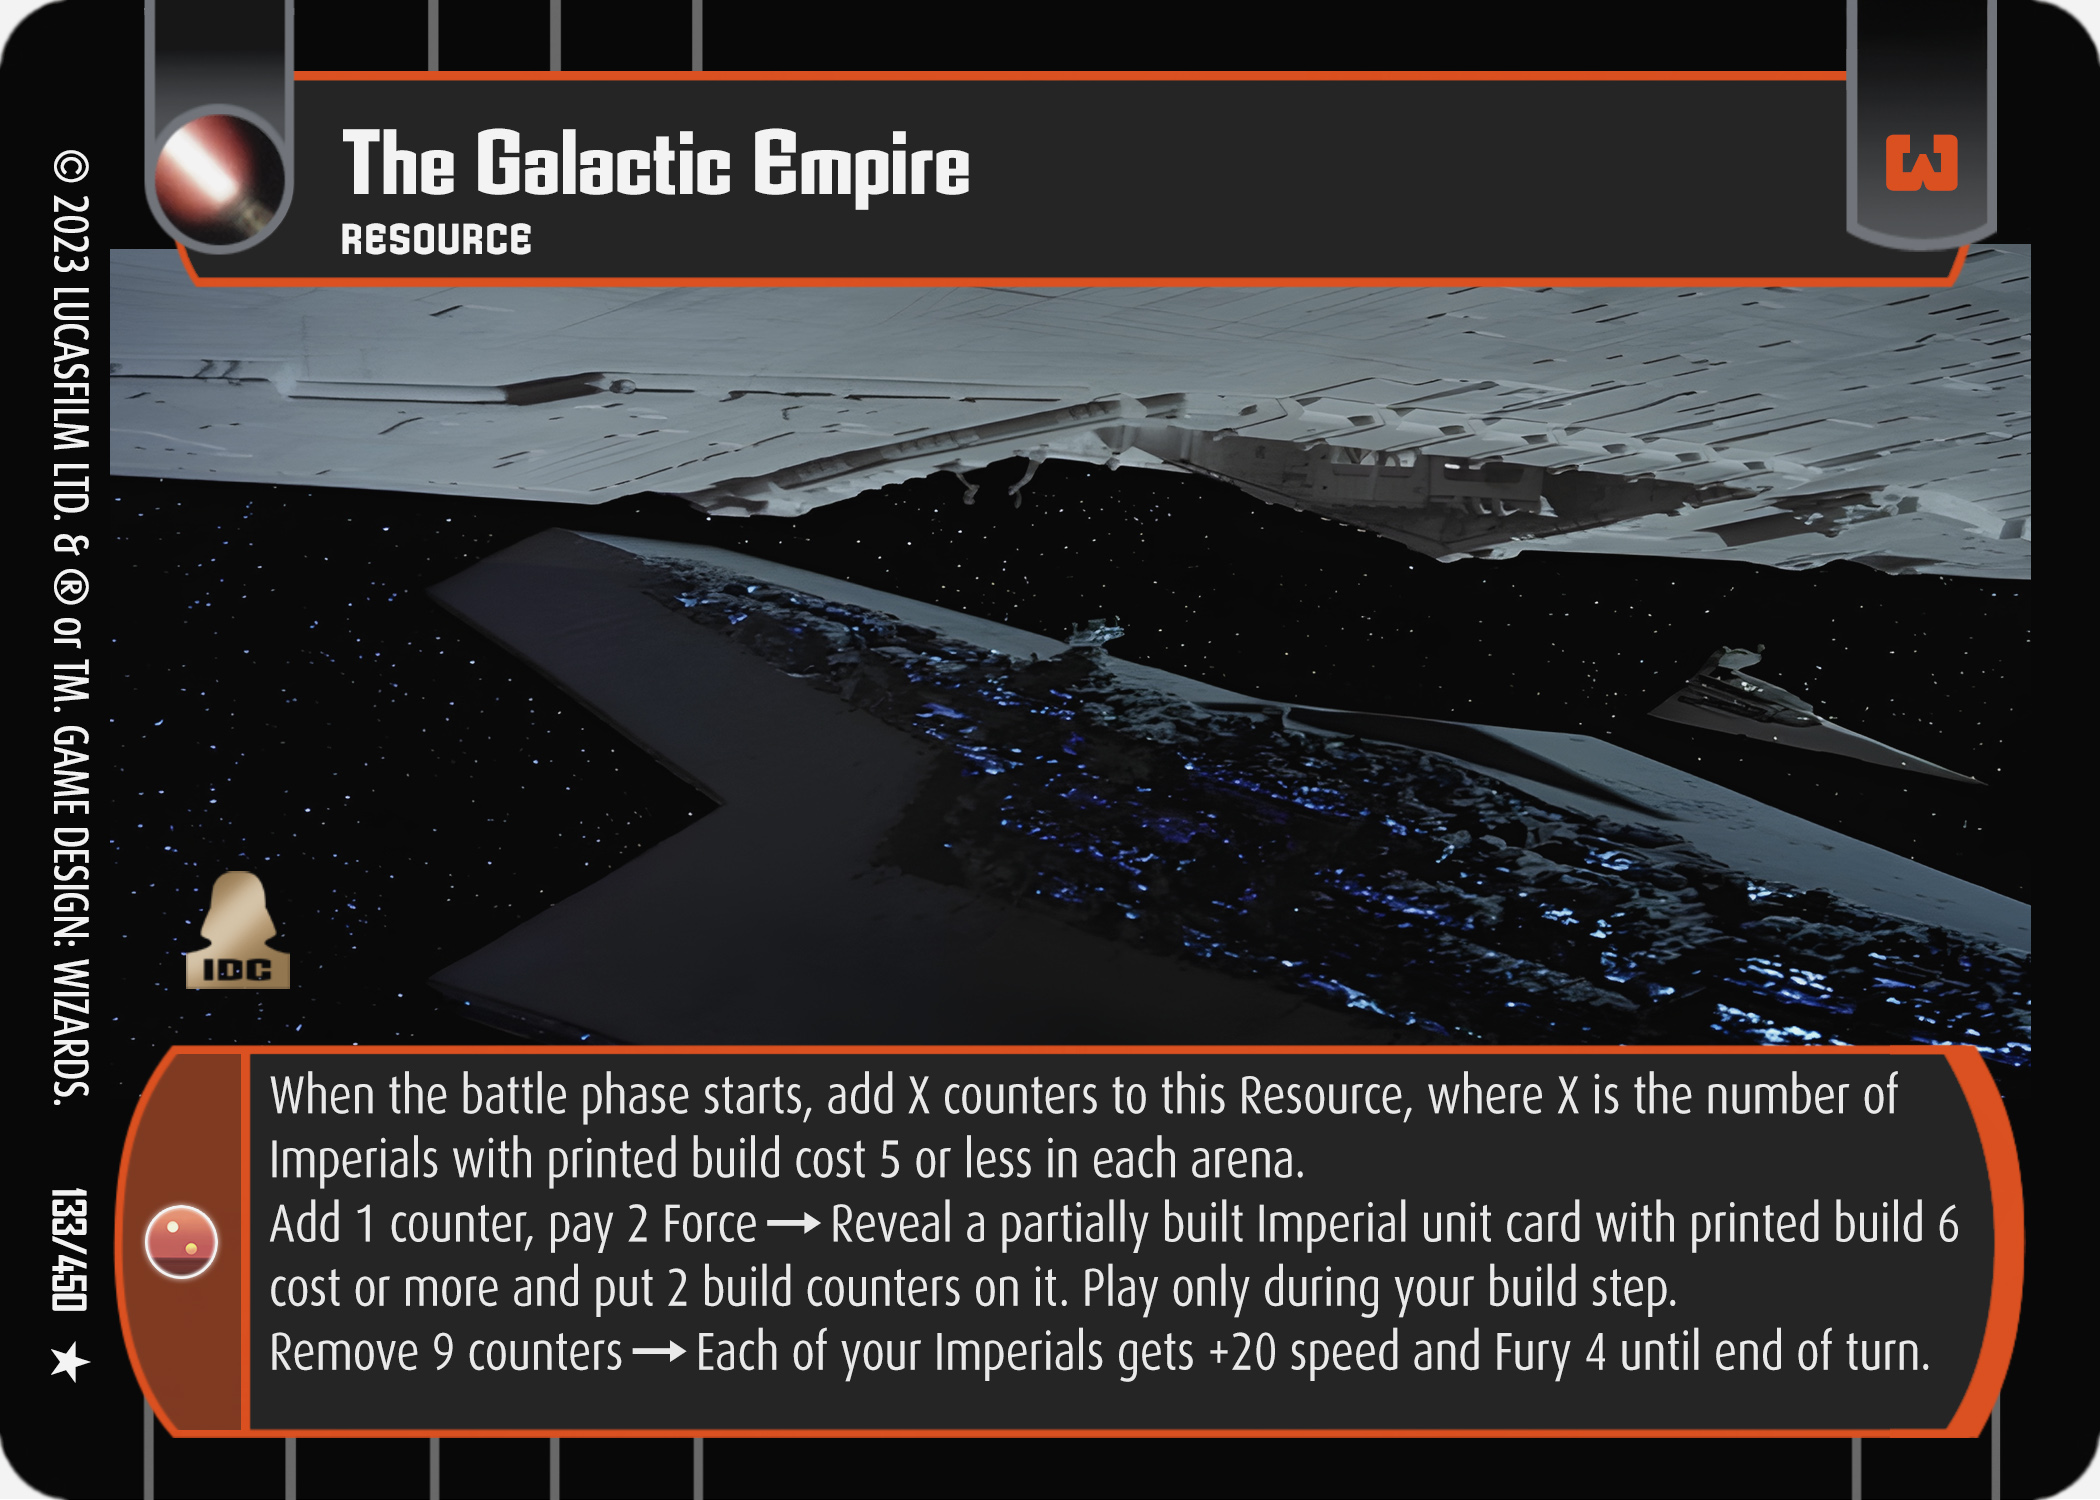 The Galactic Empire
RESOURCE
3
IDC
When the battle phase starts, add X counters to this Resource, where X is the number of
Imperials with printed build cost 5 or less in each arena.
Add 1 counter, pay 2 Force → Reveal a partially built Imperial unit card with printed build 6
cost or more and put 2 build counters on it. Play only during your build step.
Remove 9 counters → Each of your Imperials gets +20 speed and Fury 4 until end of turn.
© 2023 LUCASFILM LTD. & ® or TM. GAME DESIGN: WIZARDS. 133/450 ★